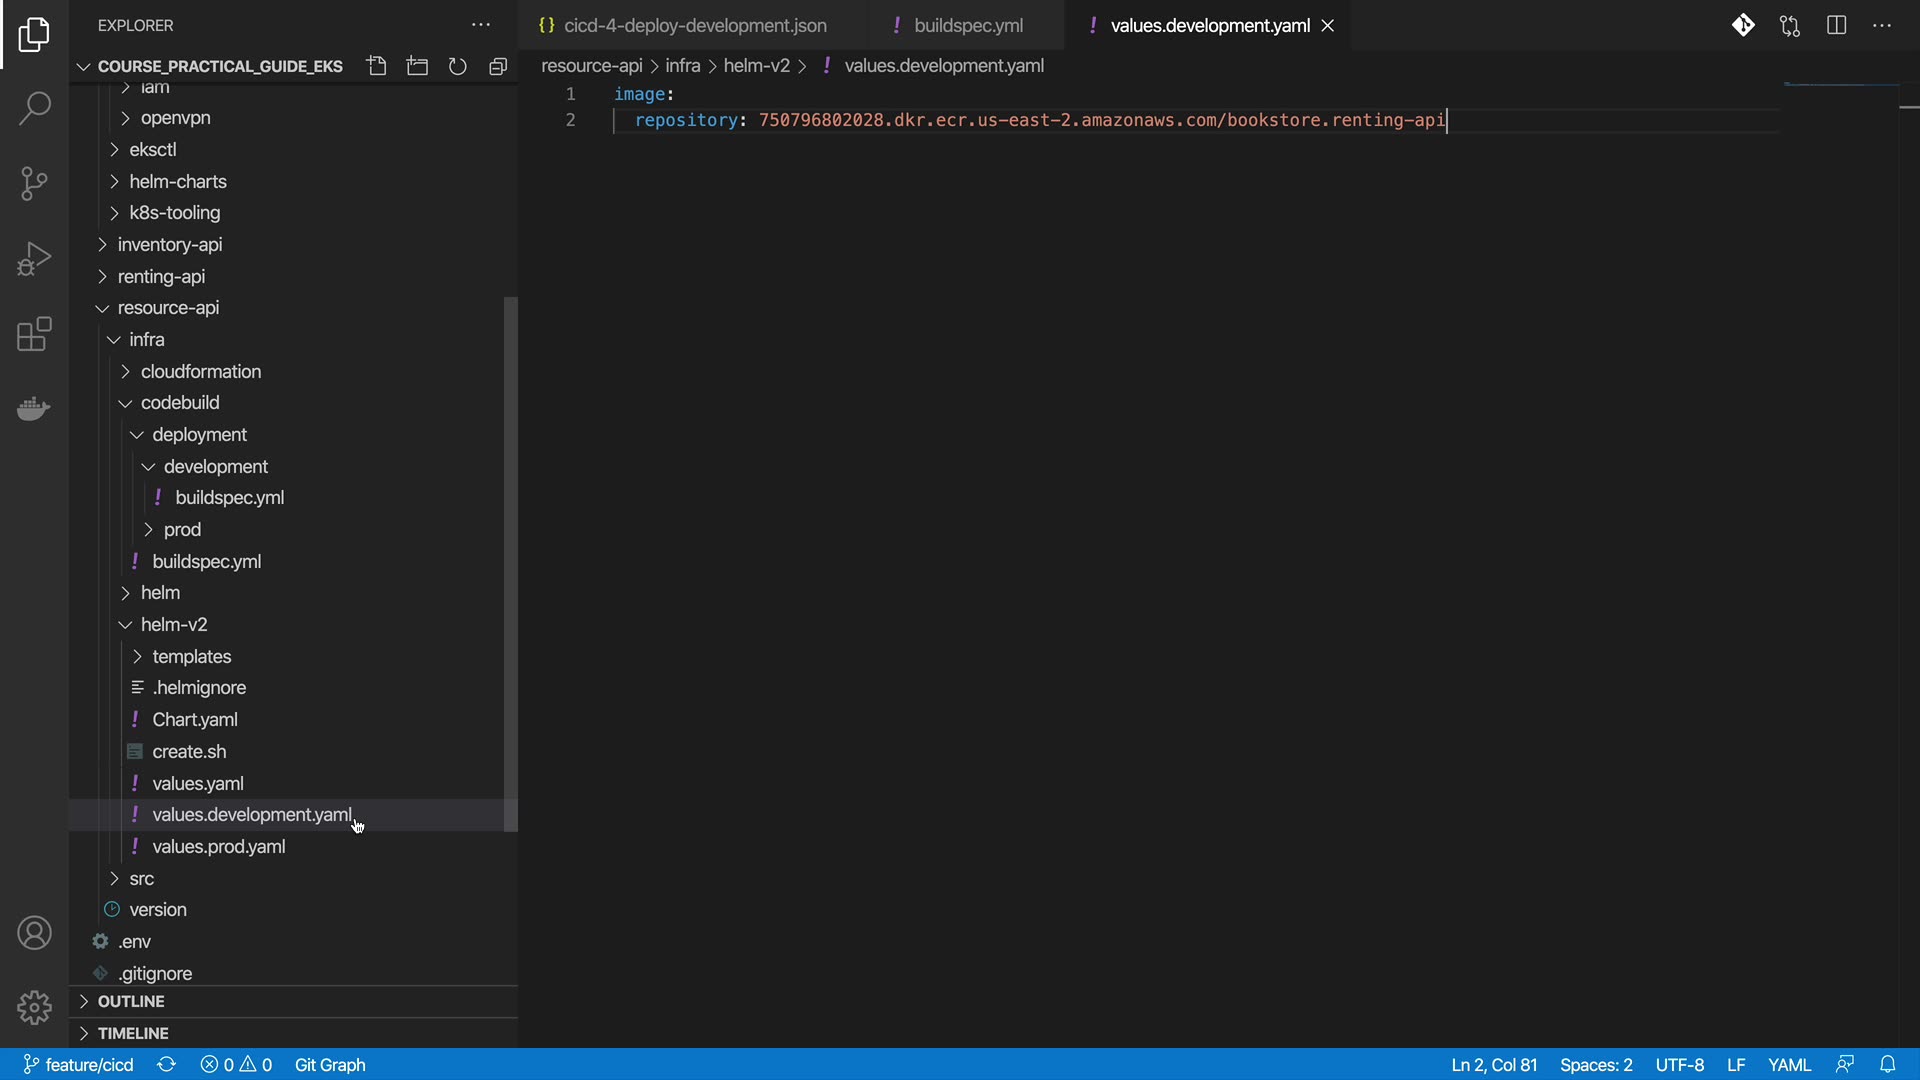 EXPLORER
COURSE_PRACTICAL_GUIDE_EKS
iam
openvpn
eksctl
helm-charts
k8s-tooling
inventory-api
renting-api
resource-api
infra
cloudformation
codebuild
deployment
development
buildspec.yml
prod
buildspec.yml
helm
helm-v2
templates
.helmignore
Chart.yaml
create.sh
values.yaml
values.development.yaml
values.prod.yaml
src
version
.env
.gitignore
OUTLINE
TIMELINE
cicd-4-deploy-development.json
buildspec.yml
values.development.yaml
resource-api > infra > helm-v2 > ! values.development.yaml
1 image:
2 repository: 750796802028.dkr.ecr.us-east-2.amazonaws.com/bookstore.renting-api
feature/cicd 0 0 Git Graph Ln 2, Col 81 Spaces: 2 UTF-8 LF YAML